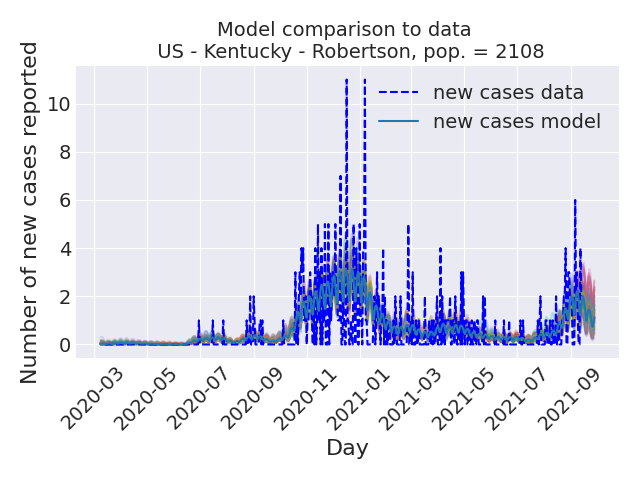 Model comparison to data
US - Kentucky - Robertson, pop. = 2108
Number of new cases reported
10
8
6
4
2
0
new cases data
new cases model
2020-03
2020-05
2020-07
2020-09
2020-11
2021-01
2021-03
2021-05
2021-07
2021-09
Day